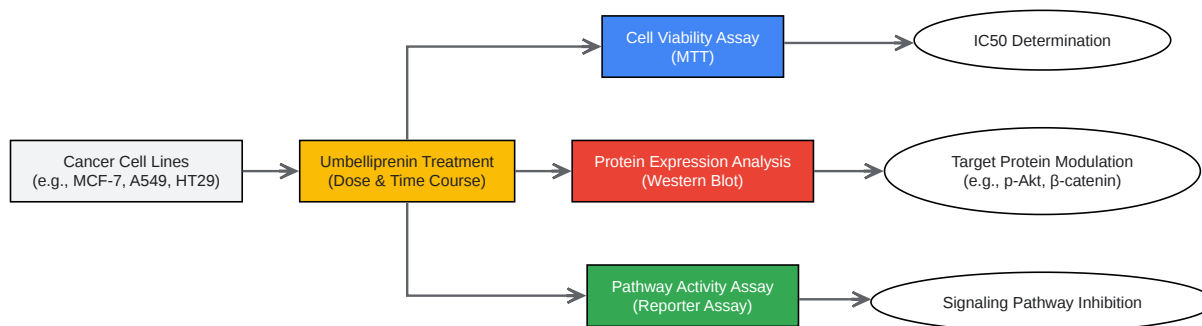 Cell Viability Assay
(MTT)
IC50 Determination
Cancer Cell Lines
(e.g., MCF-7, A549, HT29)
Umbelliprenin Treatment
(Dose & Time Course)
Protein Expression Analysis
(Western Blot)
Target Protein Modulation
(e.g., p-Akt, β-catenin)
Pathway Activity Assay
(Reporter Assay)
Signaling Pathway Inhibition